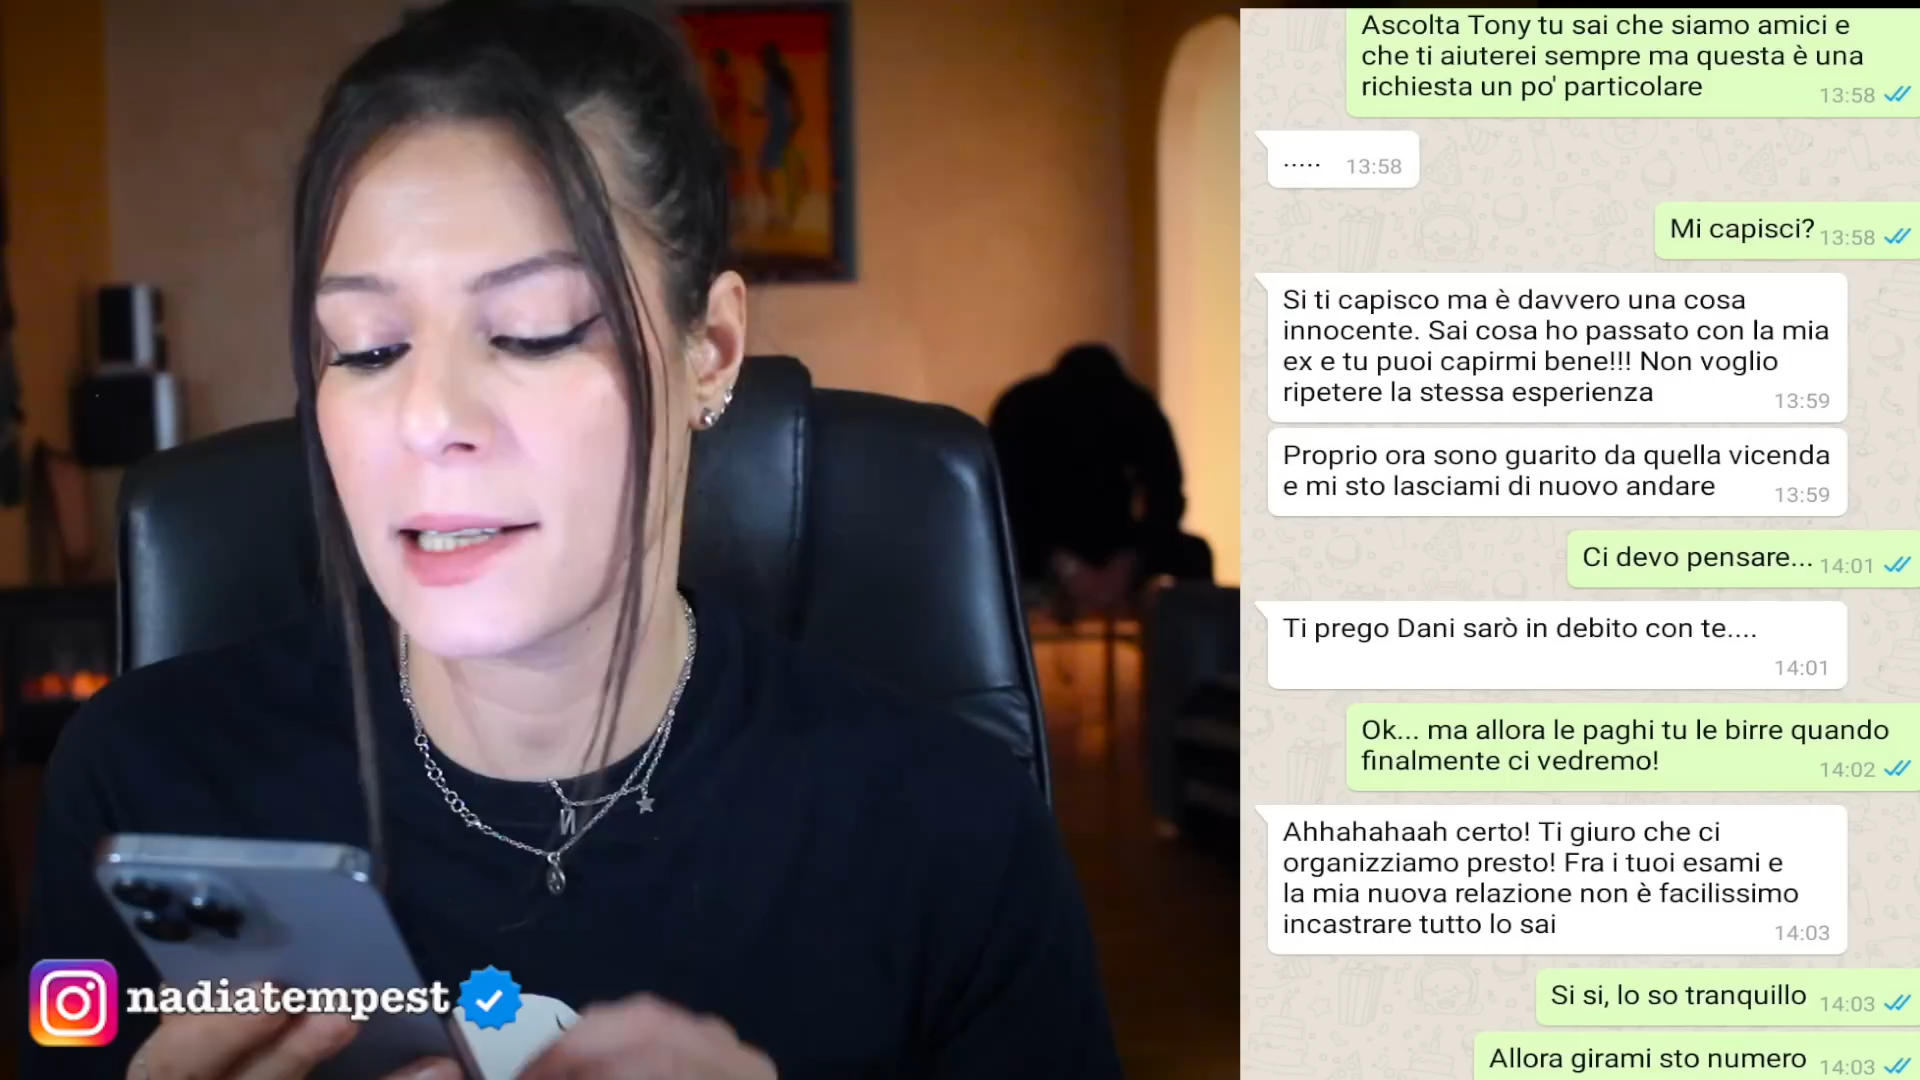 Ascolta Tony tu sai che siamo amici e
che ti aiuterei sempre ma questa è una
richiesta un po' particolare
13:58
..... 13:58
Mi capisci? 13:58
Si ti capisco ma è davvero una cosa
innocente. Sai cosa ho passato con la mia
ex e tu puoi capirmi bene!!! Non voglio
ripetere la stessa esperienza
13:59
Proprio ora sono guarito da quella vicenda
e mi sto lasciami di nuovo andare
13:59
Ci devo pensare... 14:01
Ti prego Dani sarò in debito con te....
14:01
Ok... ma allora le paghi tu le birre quando
finalmente ci vedremo!
14:02
Ahhahahaah certo! Ti giuro che ci
organizziamo presto! Fra i tuoi esami e
la mia nuova relazione non è facilissimo
incastrare tutto lo sai
14:03
Si si, lo so tranquillo 14:03
Allora girami sto numero 14:03
nadiatempest